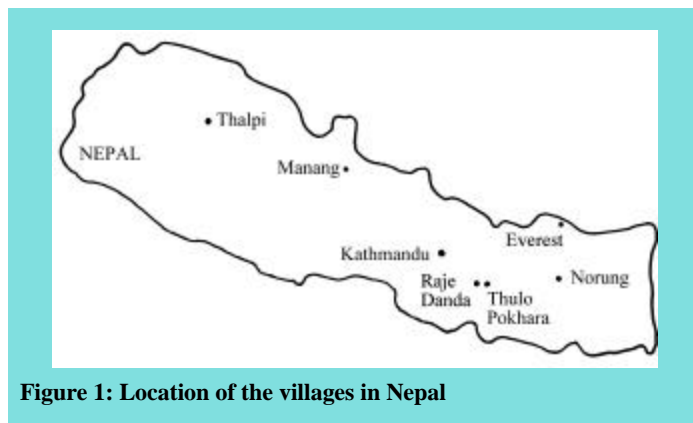 Thalpi
NEPAL
Manang
Everest
Kathmandu
Norung
Raje
Danda
Thulo
Pokhara
Figure 1: Location of the villages in Nepal